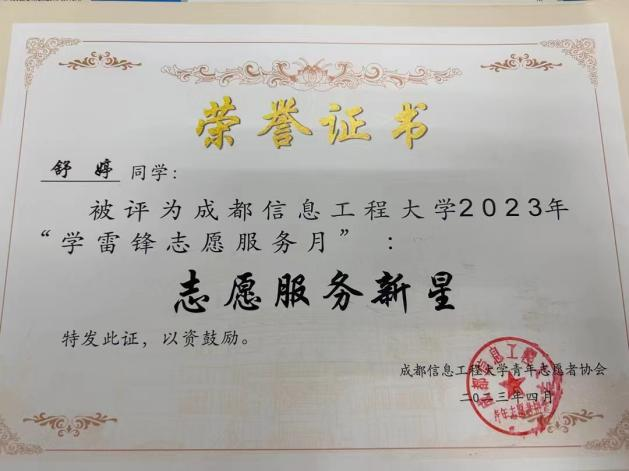 荣誉证书
舒婷 同学：
被评为成都信息工程大学2023年
“学雷锋志愿服务月”：
志愿服务新星
特发此证，以资鼓励。
成都信息工程大学青年志愿者协会
二〇二三年四月